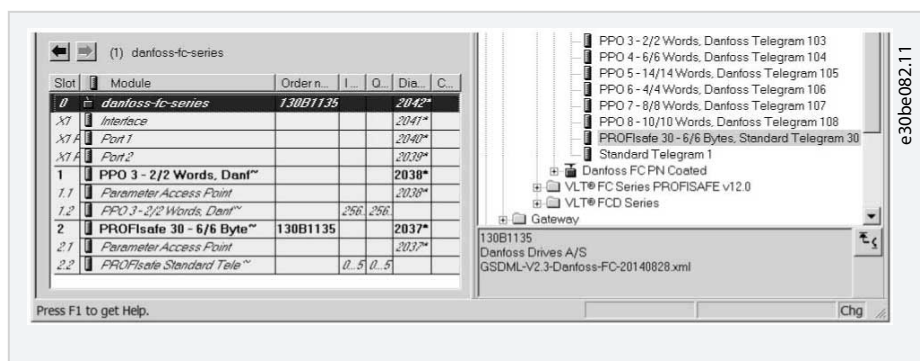 (1) danfoss-fc-series
Slot Module Order n... I... Q... Dia... C...
0 danfoss-fc-series 130B1135 2042*
X1 Interface 2041*
X1 P Port 1 2040*
X1 P Port 2 2039*
1 PPO 3 - 2/2 Words, Danf~ 2038*
1.1 Parameter Access Point 2038*
1.2 PPO 3 - 2/2 Words, Danf~ 256. 256.
2 PROFIsafe 30 - 6/6 Byte~ 130B1135 2037*
2.1 Parameter Access Point 2037*
2.2 PROFIsafe Standard Tele~ 0...5 0...5
PPO 3 - 2/2 Words, Danfoss Telegram 103
PPO 4 - 6/6 Words, Danfoss Telegram 104
PPO 5 - 14/14 Words, Danfoss Telegram 105
PPO 6 - 4/4 Words, Danfoss Telegram 106
PPO 7 - 8/8 Words, Danfoss Telegram 107
PPO 8 - 10/10 Words, Danfoss Telegram 108
PROFIsafe 30 - 6/6 Bytes, Standard Telegram 30
Standard Telegram 1
Danfoss FC PN Coated
VLT® FC Series PROFISAFE v12.0
VLT® FCD Series
Gateway
130B1135
Danfoss Drives A/S
GSDML-V2.3-Danfoss-FC-20140828.xml
Press F1 to get Help.
Chg
e30be082.11